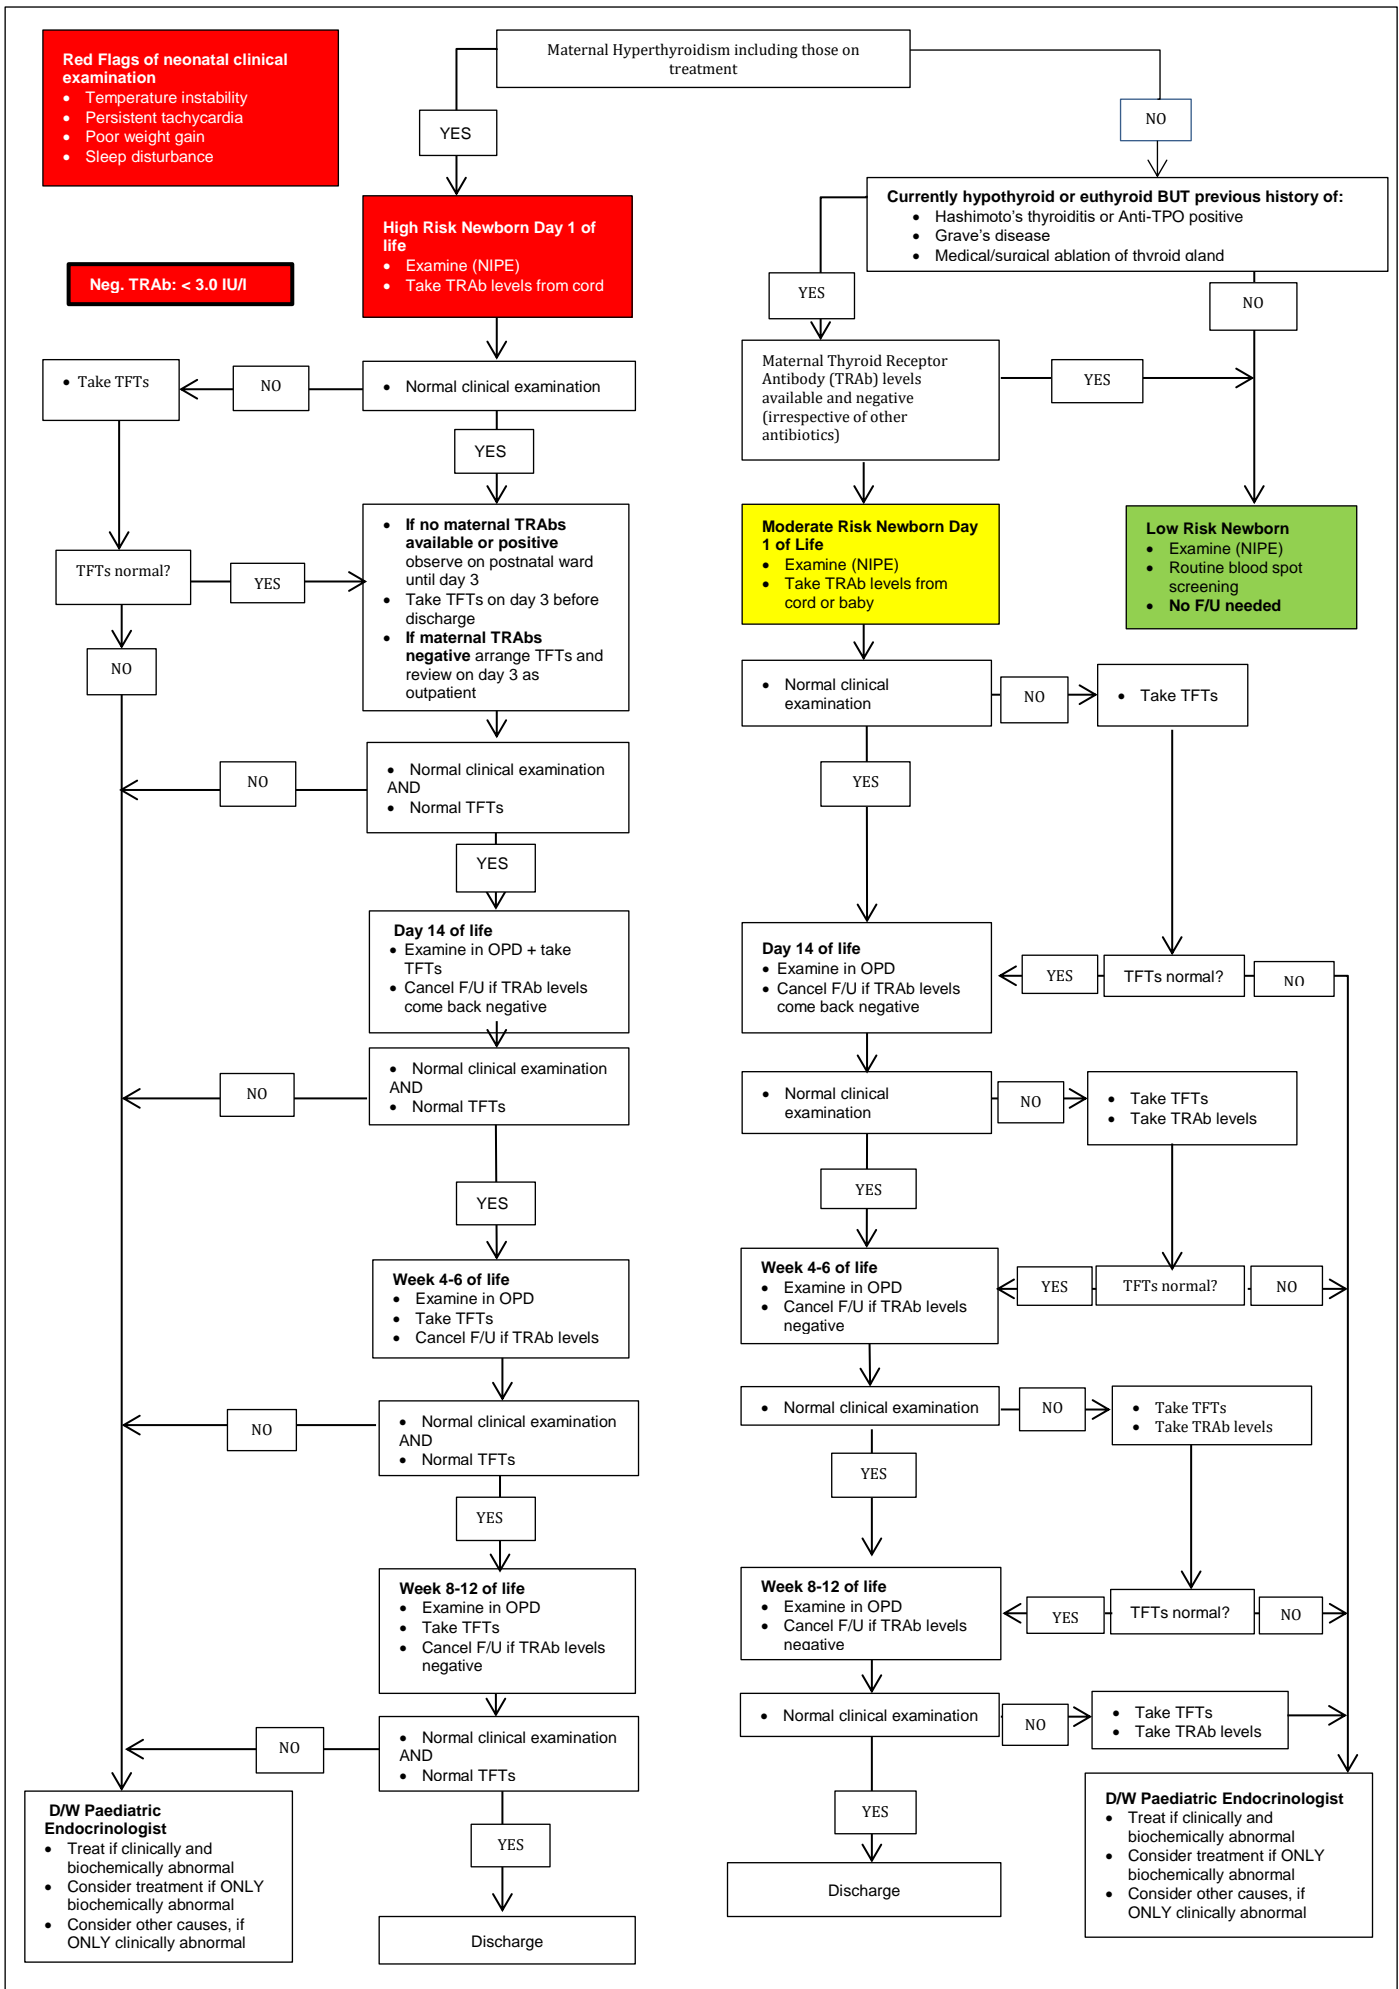 Red Flags of neonatal clinical
examination
• Temperature instability
• Persistent tachycardia
• Poor weight gain
• Sleep disturbance
Maternal Hyperthyroidism including those on
treatment
YES
NO
Neg. TRAb: < 3.0 IU/l
High Risk Newborn Day 1 of
life
• Examine (NIPE)
• Take TRAb levels from cord
Currently hypothyroid or euthyroid BUT previous history of:
• Hashimoto's thyroiditis or Anti-TPO positive
• Grave's disease
• Medical/surgical ablation of thyroid gland
YES
NO
• Take TFTs
NO
• Normal clinical examination
YES
Maternal Thyroid Receptor
Antibody (TRAb) levels
available and negative
(irrespective of other
antibiotics)
YES
TFTs normal?
YES
NO
• If no maternal TRAbs
available or positive
observe on postnatal ward
until day 3
• Take TFTs on day 3 before
discharge
• If maternal TRAbs
negative arrange TFTs and
review on day 3 as
outpatient
Moderate Risk Newborn Day
1 of Life
• Examine (NIPE)
• Take TRAb levels from
cord or baby
Low Risk Newborn
• Examine (NIPE)
• Routine blood spot
screening
• No F/U needed
NO
• Normal clinical examination
AND
• Normal TFTs
YES
• Normal clinical
examination
NO
• Take TFTs
YES
Day 14 of life
• Examine in OPD + take
TFTs
• Cancel F/U if TRAb levels
come back negative
Day 14 of life
• Examine in OPD
• Cancel F/U if TRAb levels
come back negative
YES
TFTs normal?
NO
NO
• Normal clinical examination
AND
• Normal TFTs
YES
• Normal clinical
examination
NO
• Take TFTs
• Take TRAb levels
YES
Week 4-6 of life
• Examine in OPD
• Take TFTs
• Cancel F/U if TRAb levels
Week 4-6 of life
• Examine in OPD
• Cancel F/U if TRAb levels
negative
YES
TFTs normal?
NO
NO
• Normal clinical examination
AND
• Normal TFTs
YES
• Normal clinical examination
NO
• Take TFTs
• Take TRAb levels
YES
Week 8-12 of life
• Examine in OPD
• Take TFTs
• Cancel F/U if TRAb levels
negative
Week 8-12 of life
• Examine in OPD
• Cancel F/U if TRAb levels
negative
YES
TFTs normal?
NO
NO
• Normal clinical examination
AND
• Normal TFTs
YES
• Normal clinical examination
NO
• Take TFTs
• Take TRAb levels
YES
D/W Paediatric
Endocrinologist
• Treat if clinically and
biochemically abnormal
• Consider treatment if ONLY
biochemically abnormal
• Consider other causes, if
ONLY clinically abnormal
Discharge
Discharge
D/W Paediatric Endocrinologist
• Treat if clinically and
biochemically abnormal
• Consider treatment if ONLY
biochemically abnormal
• Consider other causes, if
ONLY clinically abnormal